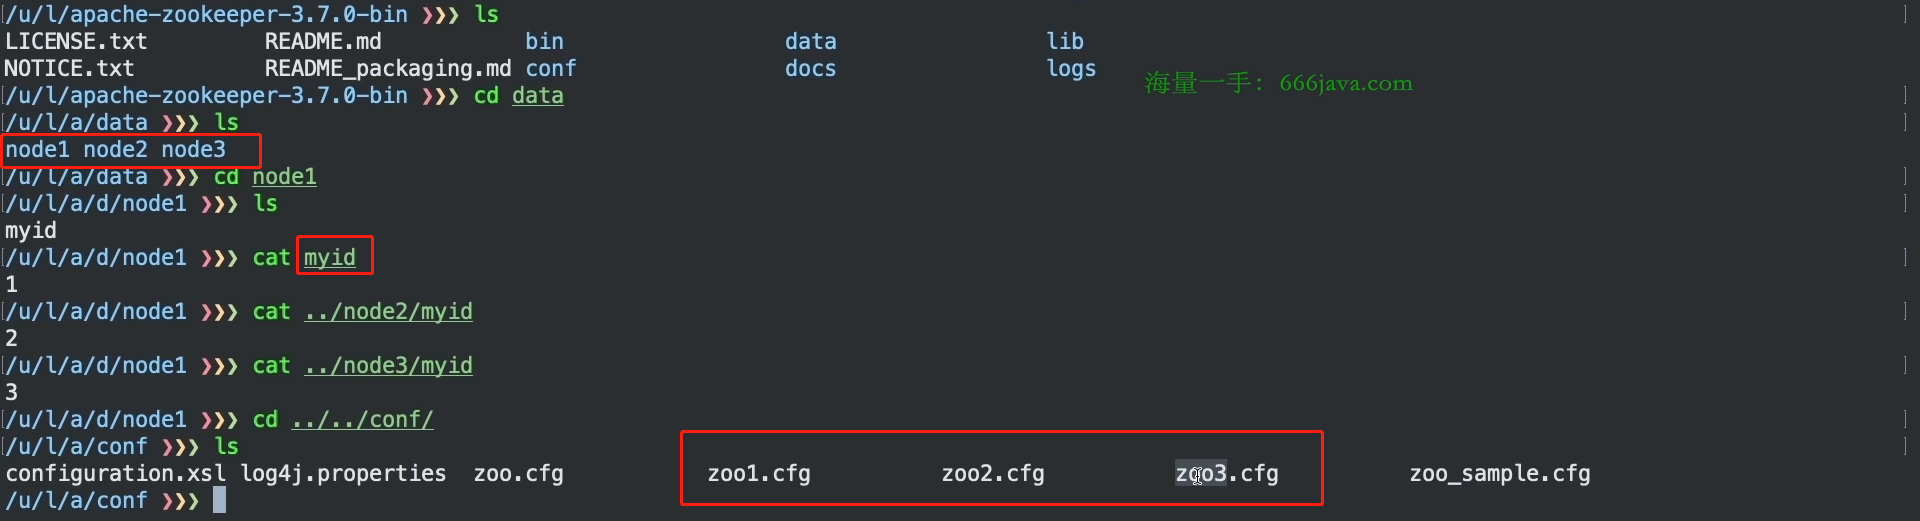 /u/l/apache-zookeeper-3.7.0-bin ❯❯❯ ls
LICENSE.txt README.md bin data lib
NOTICE.txt README_packaging.md conf docs logs
海量一手：666java.com
/u/l/apache-zookeeper-3.7.0-bin ❯❯❯ cd data
/u/l/a/data ❯❯❯ ls
node1 node2 node3
/u/l/a/data ❯❯❯ cd node1
/u/l/a/d/node1 ❯❯❯ ls
myid
/u/l/a/d/node1 ❯❯❯ cat myid
1
/u/l/a/d/node1 ❯❯❯ cat ../node2/myid
2
/u/l/a/d/node1 ❯❯❯ cat ../node3/myid
3
/u/l/a/d/node1 ❯❯❯ cd ../../conf/
/u/l/a/conf ❯❯❯ ls
configuration.xsl log4j.properties zoo.cfg zoo1.cfg zoo2.cfg zoo3.cfg zoo_sample.cfg
/u/l/a/conf ❯❯❯